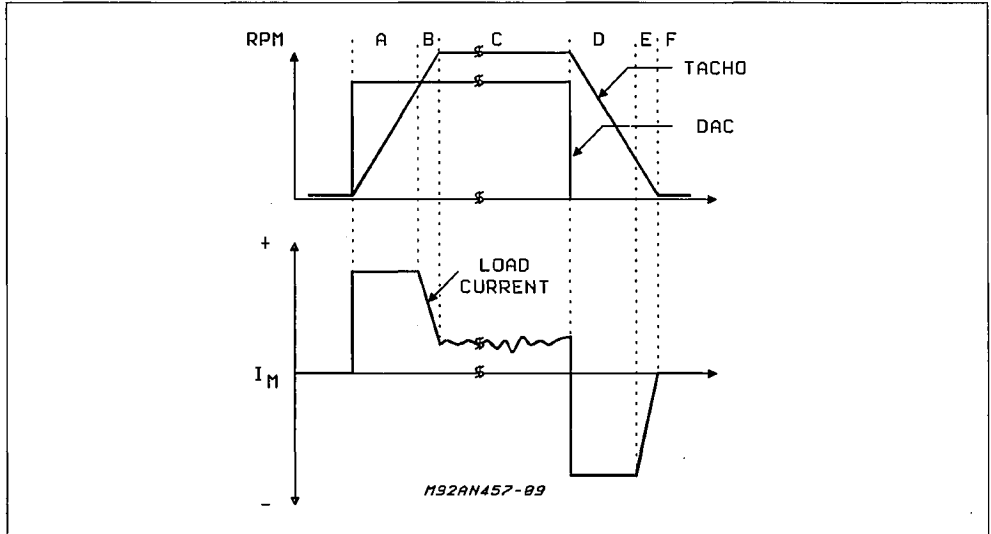 RPM A B C D E F
TACHO
DAC
+
LOAD
CURRENT
I M
M92AN457-09
-